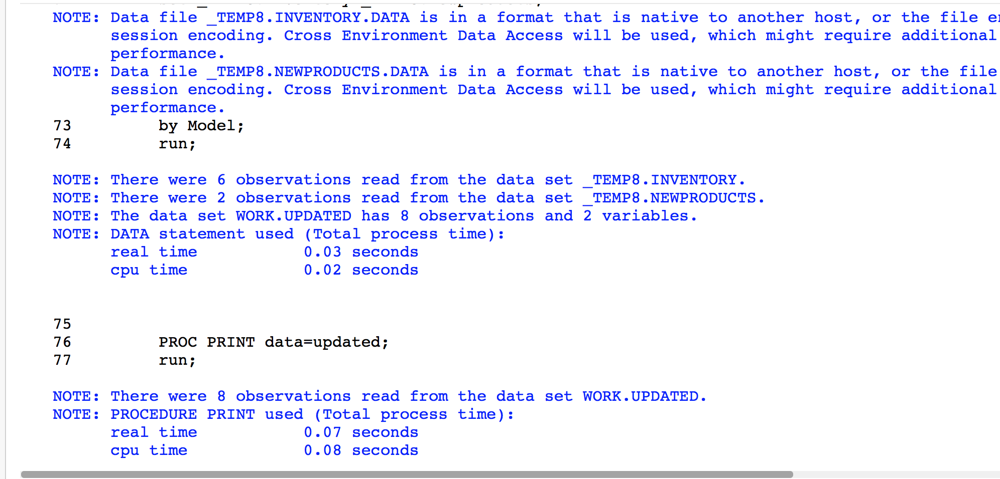 NOTE: Data file _TEMP8.INVENTORY.DATA is in a format that is native to another host, or the file
session encoding. Cross Environment Data Access will be used, which might require additional
performance.
NOTE: Data file _TEMP8.NEWPRODUCTS.DATA is in a format that is native to another host, or the file
session encoding. Cross Environment Data Access will be used, which might require additional
performance.
73 by Model;
74 run;
NOTE: There were 6 observations read from the data set _TEMP8.INVENTORY.
NOTE: There were 2 observations read from the data set _TEMP8.NEWPRODUCTS.
NOTE: The data set WORK.UPDATED has 8 observations and 2 variables.
NOTE: DATA statement used (Total process time):
real time 0.03 seconds
cpu time 0.02 seconds
75
76 PROC PRINT data=updated;
77 run;
NOTE: There were 8 observations read from the data set WORK.UPDATED.
NOTE: PROCEDURE PRINT used (Total process time):
real time 0.07 seconds
cpu time 0.08 seconds